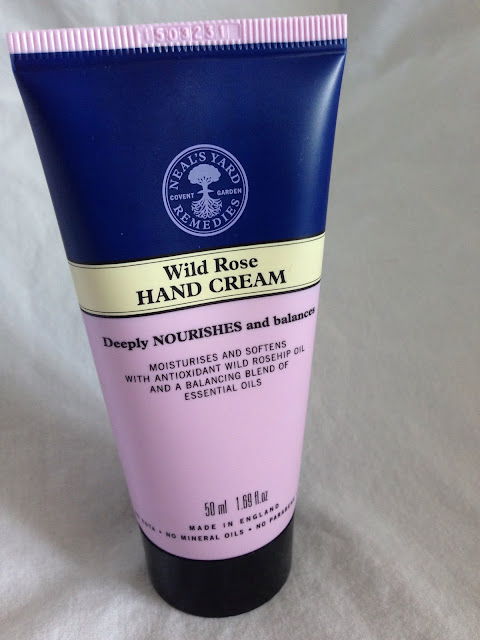 1503231
NEAL'S YARD
COVENT GARDEN
REMEDIES
Wild Rose
HAND CREAM
Deeply NOURISHES and balances
MOISTURISES AND SOFTENS
WITH ANTIOXIDANT WILD ROSEHIP OIL
AND A BALANCING BLEND OF
ESSENTIAL OILS
50 ml 1.69 fl.oz
MADE IN ENGLAND
• NO MINERAL OILS • NO